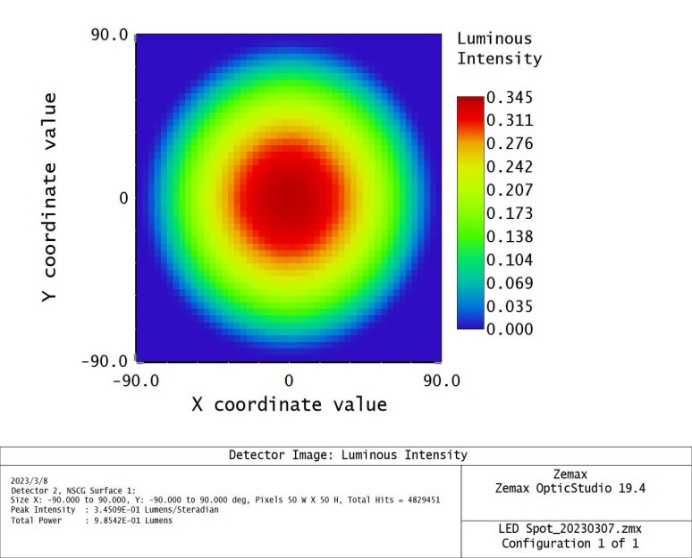 90.0
0
-90.0
Y coordinate value
-90.0 0 90.0
X coordinate value
Luminous
Intensity
0.345
0.311
0.276
0.242
0.207
0.173
0.138
0.104
0.069
0.035
0.000
Detector Image: Luminous Intensity
2023/3/8
Detector 2, NSCG Surface 1:
Size X: -90.000 to 90.000, Y: -90.000 to 90.000 deg, Pixels 50 W X 50 H, Total Hits = 4829451
Peak Intensity : 3.4509E-01 Lumens/Steradian
Total Power : 9.8542E-01 Lumens
Zemax
Zemax OpticStudio 19.4
LED Spot_20230307.zmx
Configuration 1 of 1